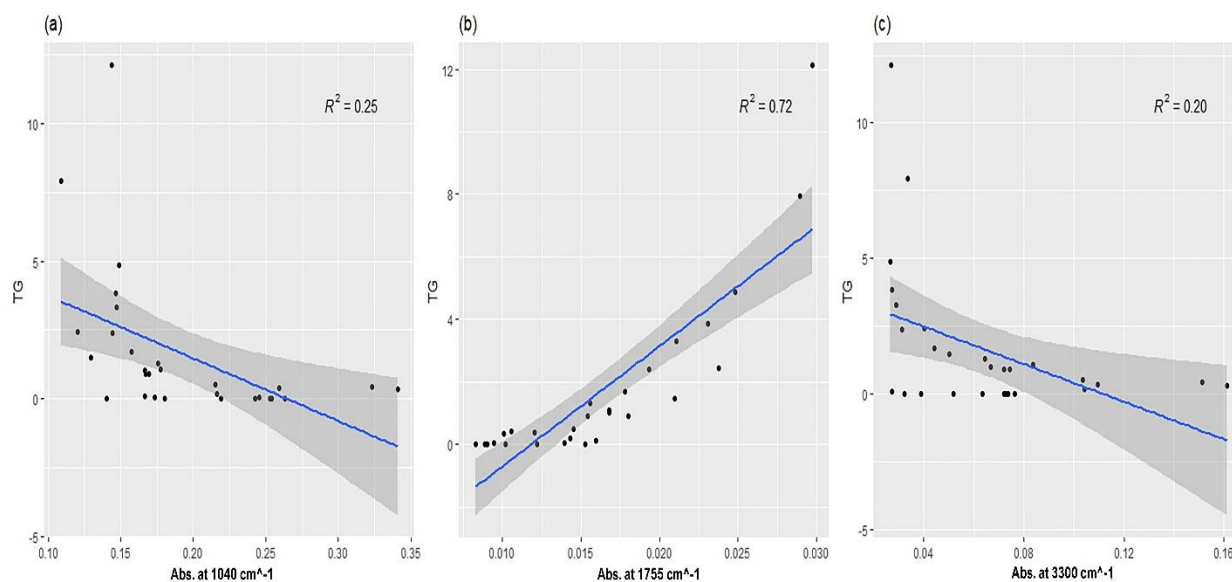 (a)
R² = 0.25
TG
10
5
0
-5
0.10 0.15 0.20 0.25 0.30 0.35
Abs. at 1040 cm^-1
(b)
R² = 0.72
TG
12
8
4
0
0.010 0.015 0.020 0.025 0.030
Abs. at 1755 cm^-1
(c)
R² = 0.20
TG
10
5
0
-5
0.04 0.08 0.12 0.16
Abs. at 3300 cm^-1